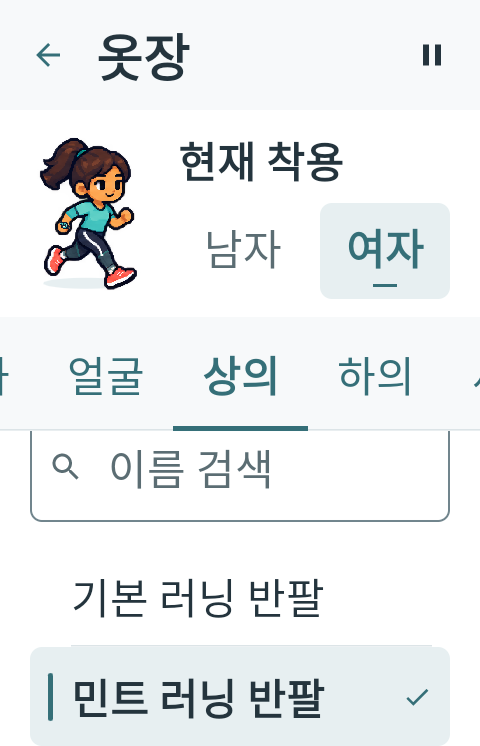 옷장
현재 착용
남자 여자
얼굴 상의 하의
이름 검색
기본 러닝 반팔
민트 러닝 반팔